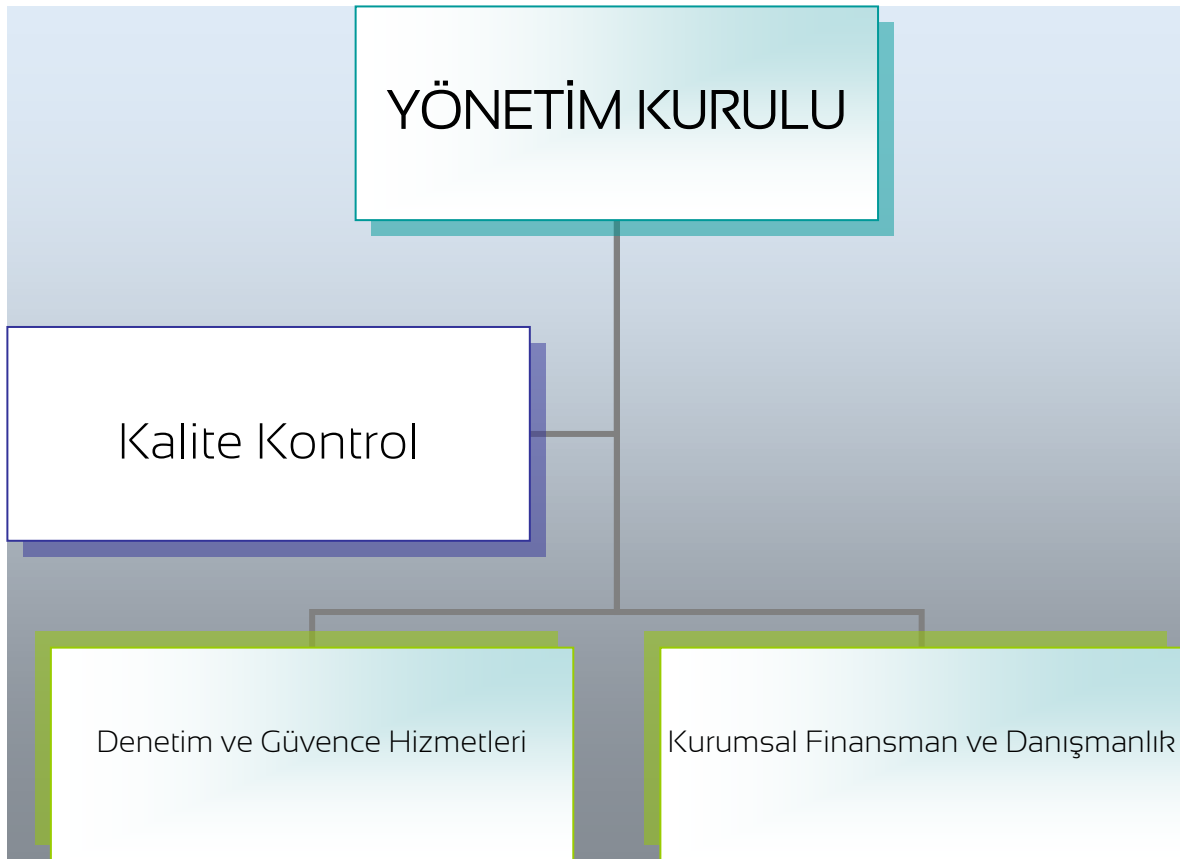 YÖNETİM KURULU
Kalite Kontrol
Denetim ve Güvence Hizmetleri
Kurumsal Finansman ve Danışmanlık